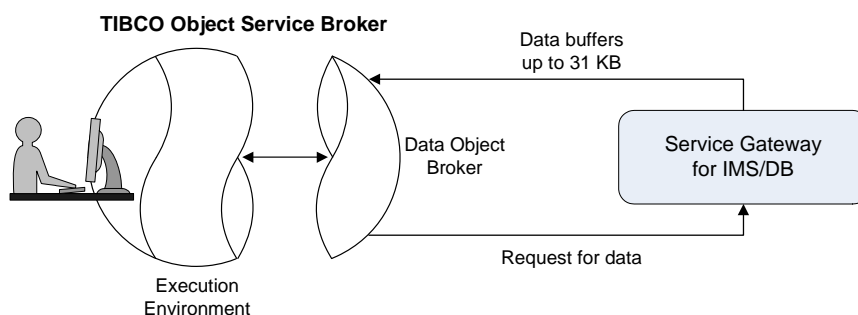 TIBCO Object Service Broker
Data buffers
up to 31 KB
Data Object
Broker
Service Gateway
for IMS/DB
Request for data
Execution
Environment